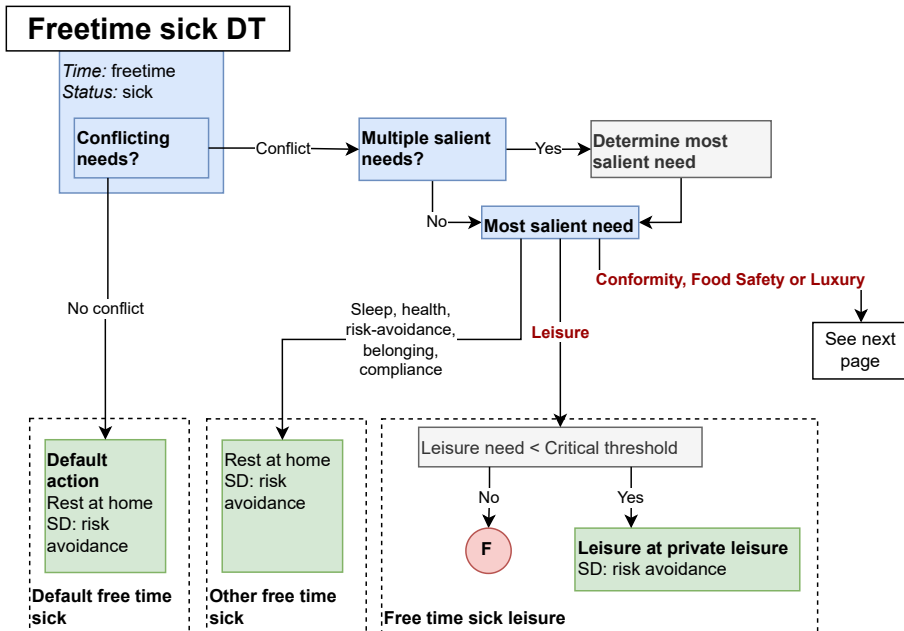 Freetime sick DT
Time: freetime
Status: sick
Conflicting
needs?
Conflict
Multiple salient
needs?
Yes
Determine most
salient need
No
Most salient need
No conflict
Sleep, health,
risk-avoidance,
belonging,
compliance
Leisure
Conformity, Food Safety or Luxury
See next
page
Default
action
Rest at home
SD: risk
avoidance
Default free time
sick
Rest at home
SD: risk
avoidance
Other free time
sick
Leisure need < Critical threshold
No
Yes
F
Leisure at private leisure
SD: risk avoidance
Free time sick leisure